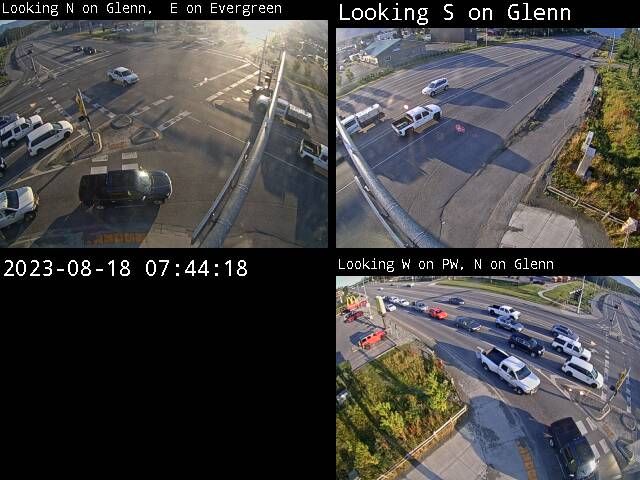 Looking N on Glenn, E on Evergreen
Looking S on Glenn
2023-08-18 07:44:18
Looking W on PW, N on Glenn